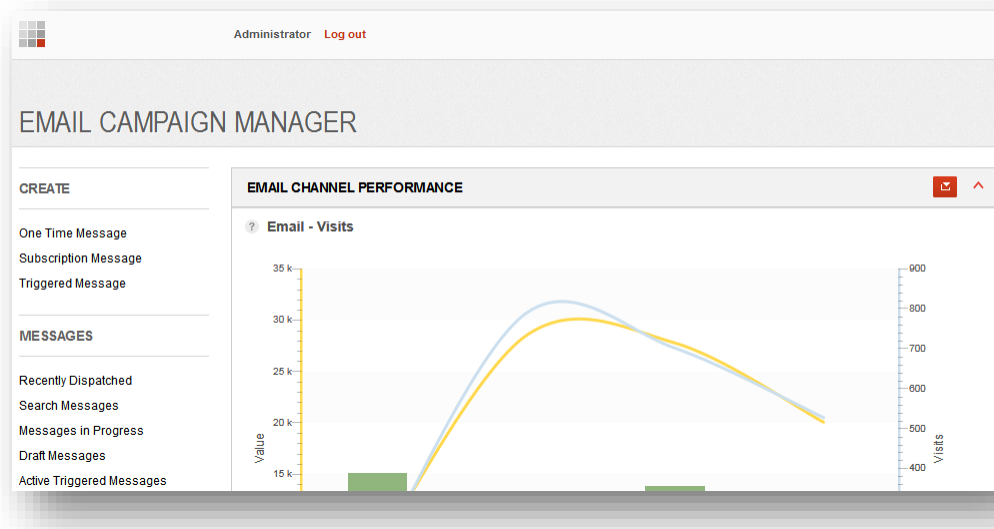 Administrator Log out
EMAIL CAMPAIGN MANAGER
CREATE
One Time Message
Subscription Message
Triggered Message
MESSAGES
Recently Dispatched
Search Messages
Messages in Progress
Draft Messages
Active Triggered Messages
EMAIL CHANNEL PERFORMANCE
? Email - Visits
35 k
30 k
25 k
20 k
15 k
Value
900
800
700
600
500
400
Visits